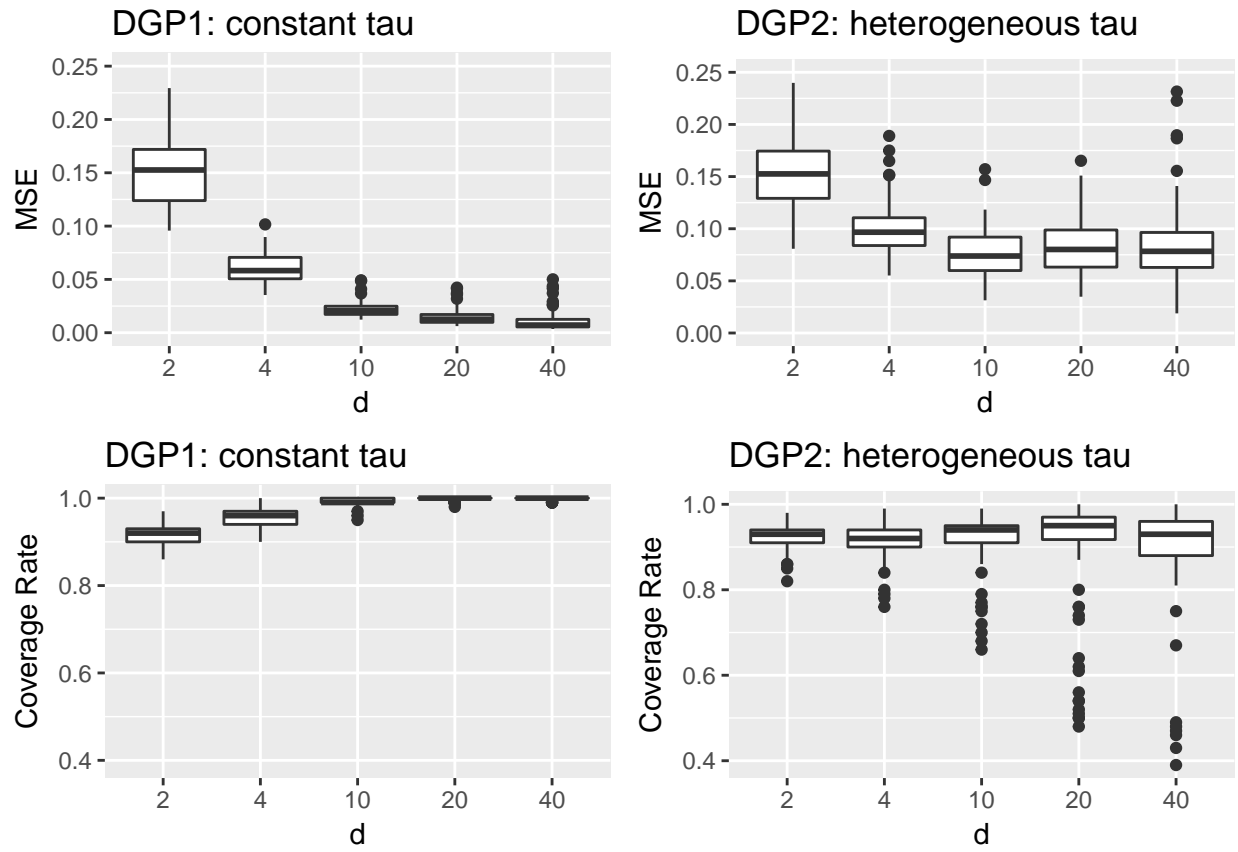 DGP1: constant tau
MSE
0.25
0.20
0.15
0.10
0.05
0.00
2 4 10 20 40
d
DGP2: heterogeneous tau
MSE
0.25
0.20
0.15
0.10
0.05
0.00
2 4 10 20 40
d
DGP1: constant tau
Coverage Rate
1.0
0.8
0.6
0.4
2 4 10 20 40
d
DGP2: heterogeneous tau
Coverage Rate
1.0
0.8
0.6
0.4
2 4 10 20 40
d